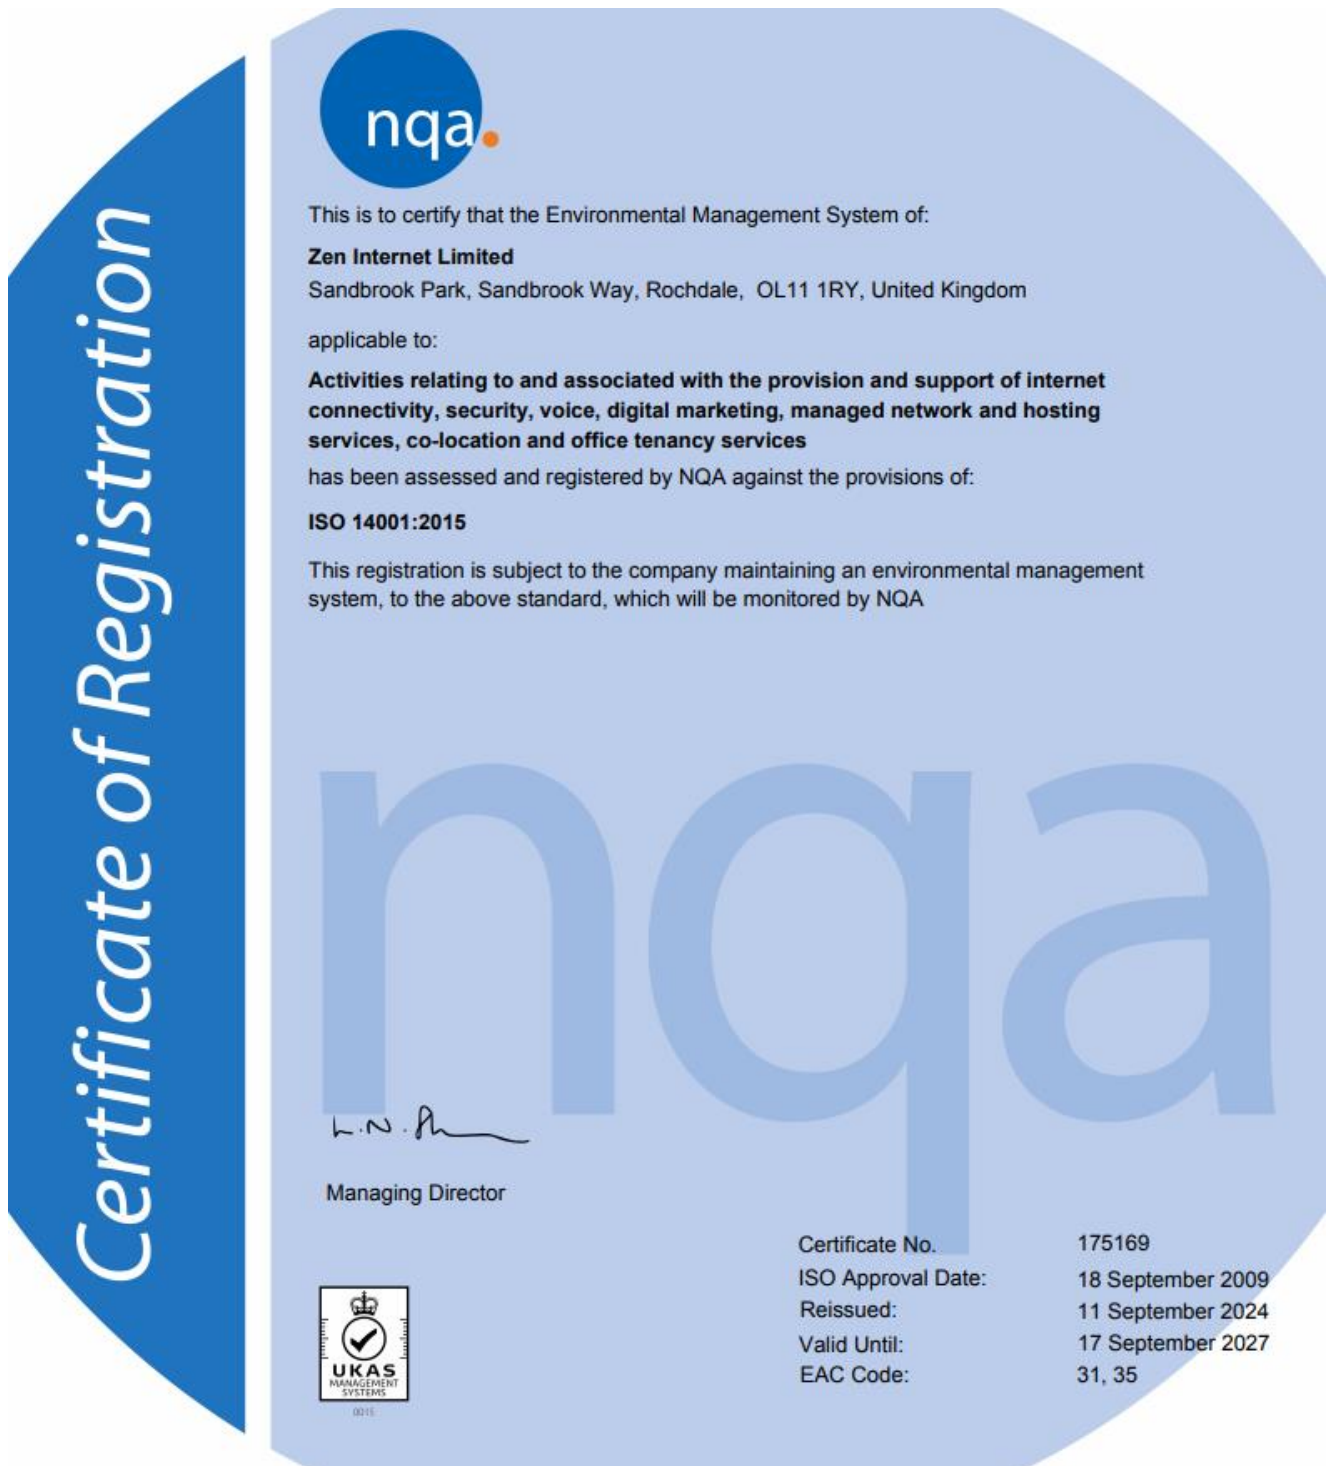 Certificate of Registration
nqa.
This is to certify that the Environmental Management System of:
Zen Internet Limited
Sandbrook Park, Sandbrook Way, Rochdale, OL11 1RY, United Kingdom
applicable to:
Activities relating to and associated with the provision and support of internet
connectivity, security, voice, digital marketing, managed network and hosting
services, co-location and office tenancy services
has been assessed and registered by NQA against the provisions of:
ISO 14001:2015
This registration is subject to the company maintaining an environmental management
system, to the above standard, which will be monitored by NQA
nqa
L.N.
Managing Director
Certificate No. 175169
ISO Approval Date: 18 September 2009
Reissued: 11 September 2024
Valid Until: 17 September 2027
EAC Code: 31, 35
UKAS
MANAGEMENT
SYSTEMS
0015